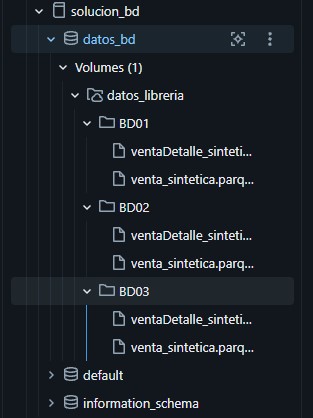 solucion_bd
datos_bd
Volumes (1)
datos_libreria
BD01
ventaDetalle_sinteti...
venta_sintetica.parq...
BD02
ventaDetalle_sinteti...
venta_sintetica.parq...
BD03
ventaDetalle_sinteti...
venta_sintetica.parq...
default
information_schema